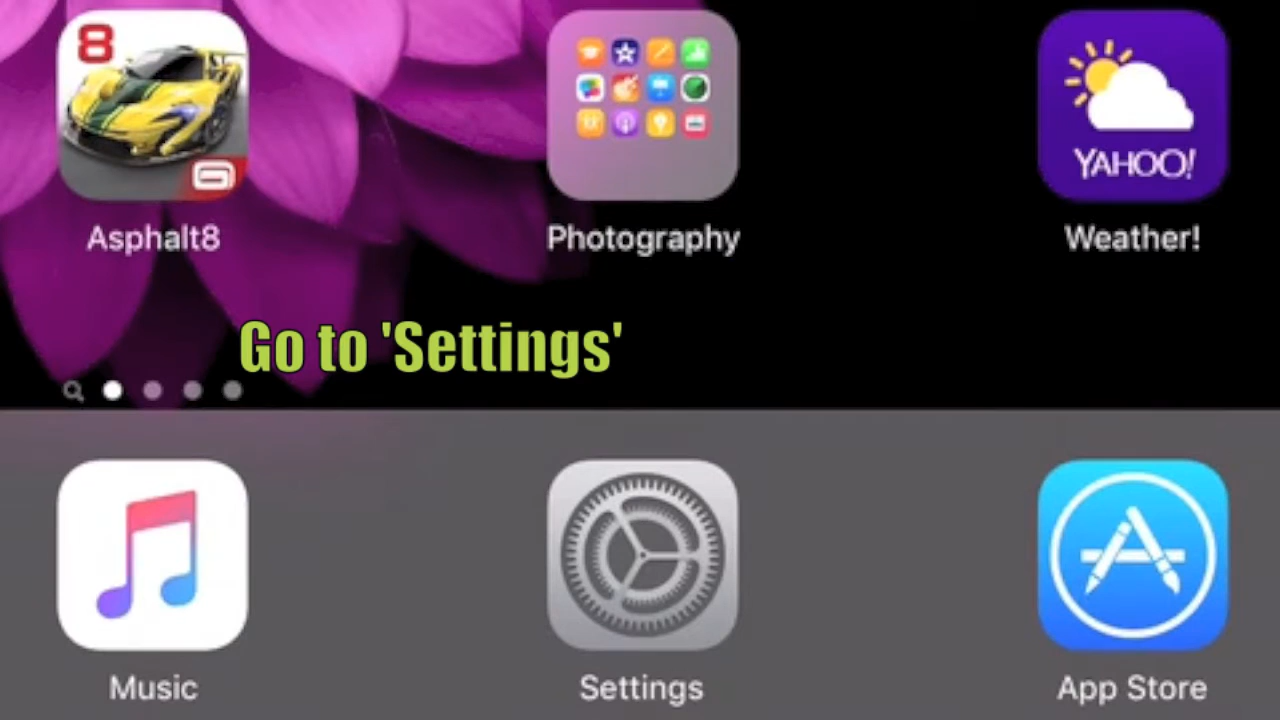 8
YAHOO!
Asphalt8
Photography
Weather!
Go to 'Settings'
Music
Settings
App Store